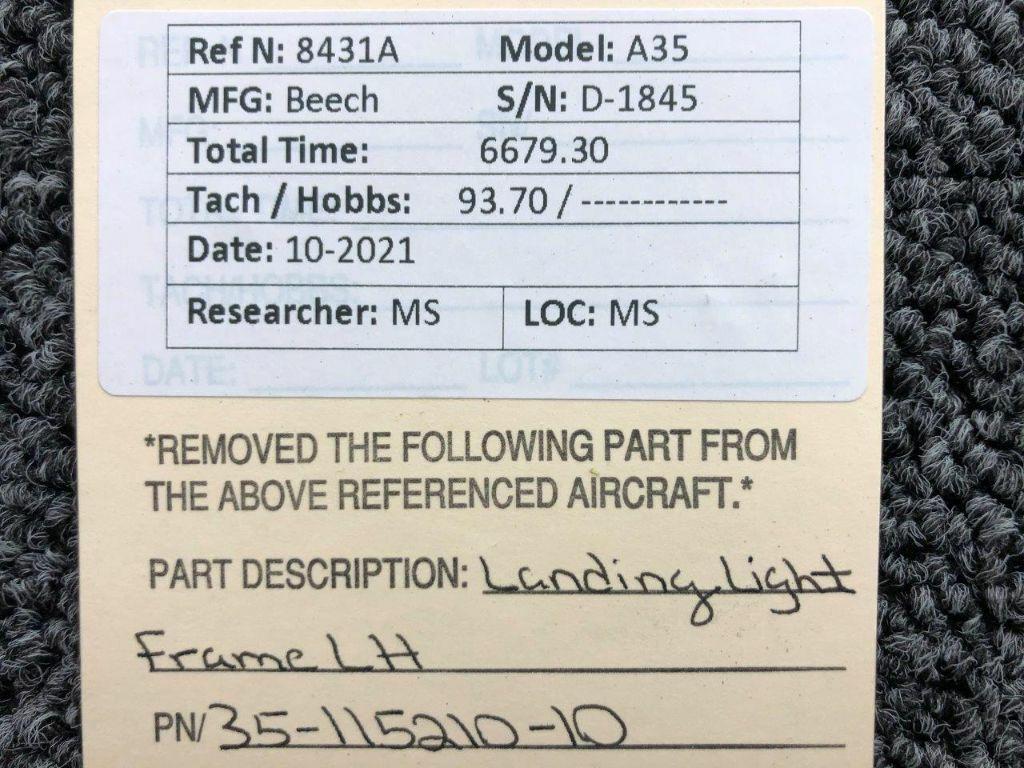 Ref N: 8431A Model: A35
MFG: Beech S/N: D-1845
Total Time: 6679.30
Tach / Hobbs: 93.70 / ------------
Date: 10-2021
Researcher: MS LOC: MS
DATE: LOT#
*REMOVED THE FOLLOWING PART FROM
THE ABOVE REFERENCED AIRCRAFT.*
PART DESCRIPTION: Landing Light
Frame LH
PN/ 35-115210-10